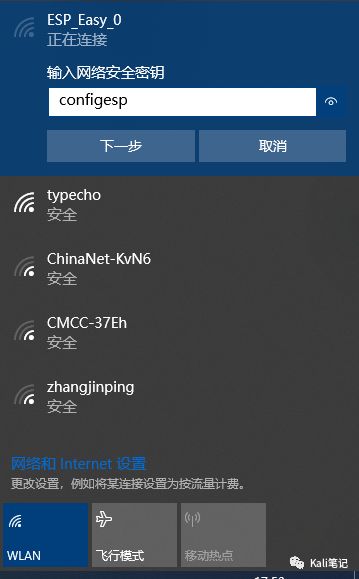 ESP_Easy_0
正在连接
输入网络安全密钥
configesp
下一步 取消
typecho
安全
ChinaNet-KvN6
安全
CMCC-37Eh
安全
zhangjinping
安全
网络和 Internet 设置
更改设置，例如将某连接设置为按流量计费。
WLAN 飞行模式 移动热点
Kali笔记